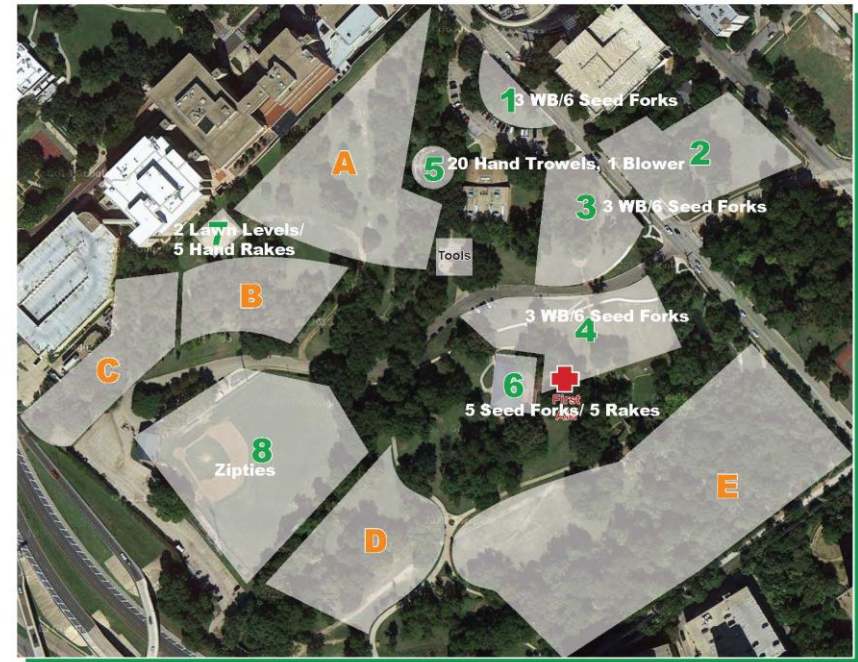 1
3 WB/6 Seed Forks
2
A
5
20 Hand Trowels, 1 Blower
3
3 WB/6 Seed Forks
7
2 Lawn Levels/
5 Hand Rakes
Tools
B
3 WB/6 Seed Forks
4
C
6
First
Aid
5 Seed Forks/ 5 Rakes
8
Zipties
E
D